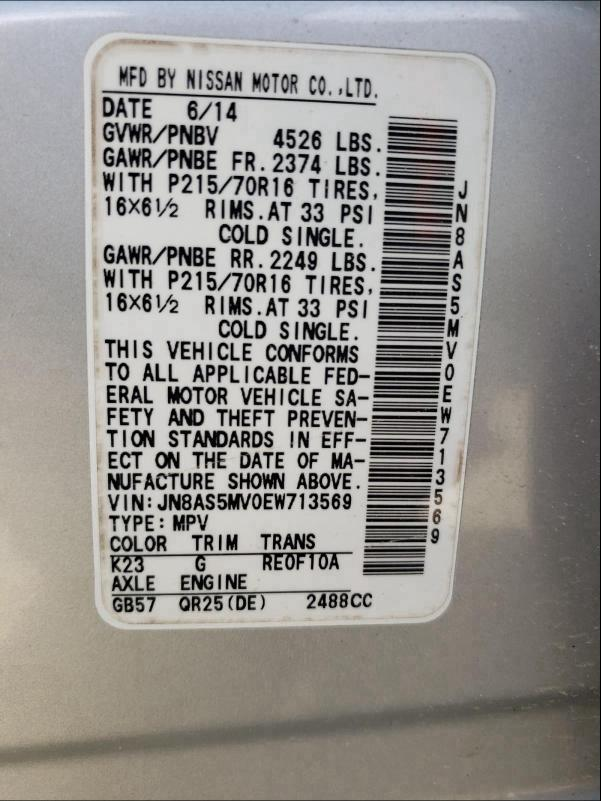 MFD BY NISSAN MOTOR CO.,LTD.
DATE 6/14
GVWR/PNBV 4526 LBS.
GAWR/PNBE FR. 2374 LBS.
WITH P215/70R16 TIRES,
16×6½ RIMS.AT 33 PSI
COLD SINGLE.
GAWR/PNBE RR. 2249 LBS.
WITH P215/70R16 TIRES,
16×6½ RIMS.AT 33 PSI
COLD SINGLE.
THIS VEHICLE CONFORMS
TO ALL APPLICABLE FED-
ERAL MOTOR VEHICLE SA-
FETY AND THEFT PREVEN-
TION STANDARDS IN EFF-
ECT ON THE DATE OF MA-
NUFACTURE SHOWN ABOVE.
VIN:JN8AS5MV0EW713569
TYPE:MPV
COLOR TRIM TRANS
K23 G RE0F10A
AXLE ENGINE
GB57 QR25(DE) 2488CC
JN8AS5MV0EW713569